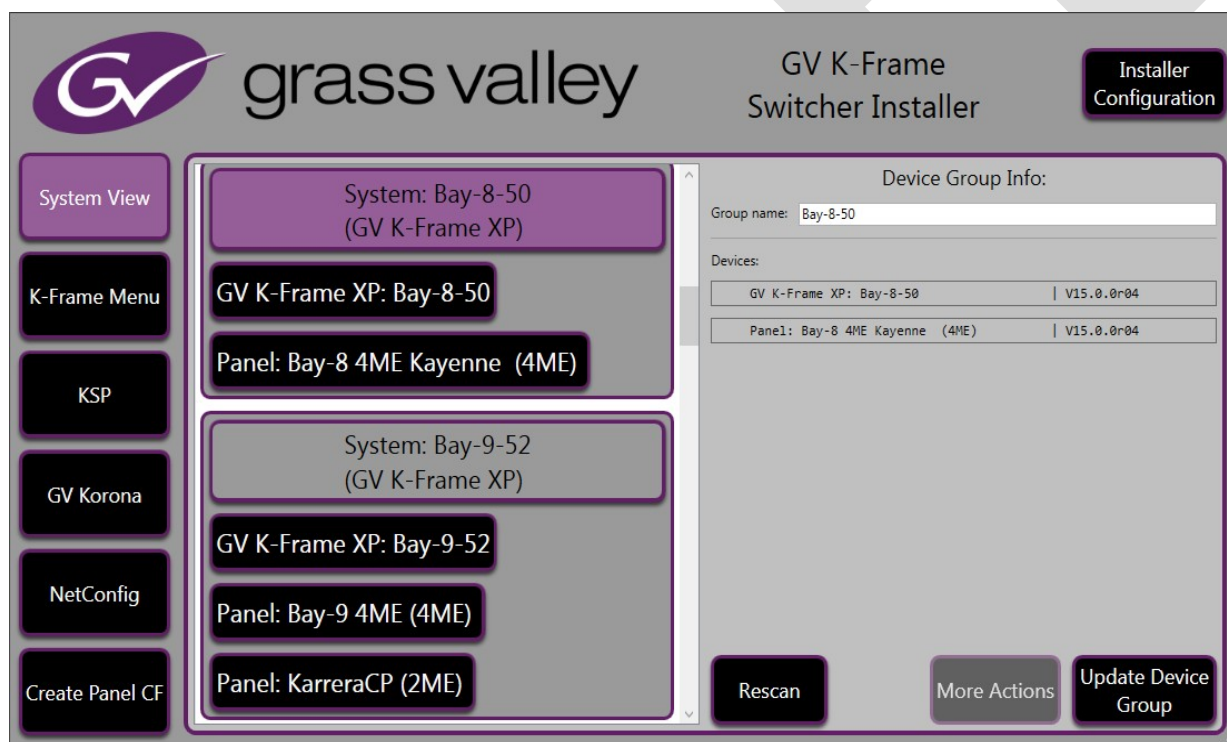 GV grass valley
GV K-Frame
Switcher Installer
Installer
Configuration
System View
K-Frame Menu
KSP
GV Korona
NetConfig
Create Panel CF
System: Bay-8-50
(GV K-Frame XP)
GV K-Frame XP: Bay-8-50
Panel: Bay-8 4ME Kayenne (4ME)
System: Bay-9-52
(GV K-Frame XP)
GV K-Frame XP: Bay-9-52
Panel: Bay-9 4ME (4ME)
Panel: KarreraCP (2ME)
Device Group Info:
Group name: Bay-8-50
Devices:
GV K-Frame XP: Bay-8-50 | V15.0.0r04
Panel: Bay-8 4ME Kayenne (4ME) | V15.0.0r04
Rescan
More Actions
Update Device
Group